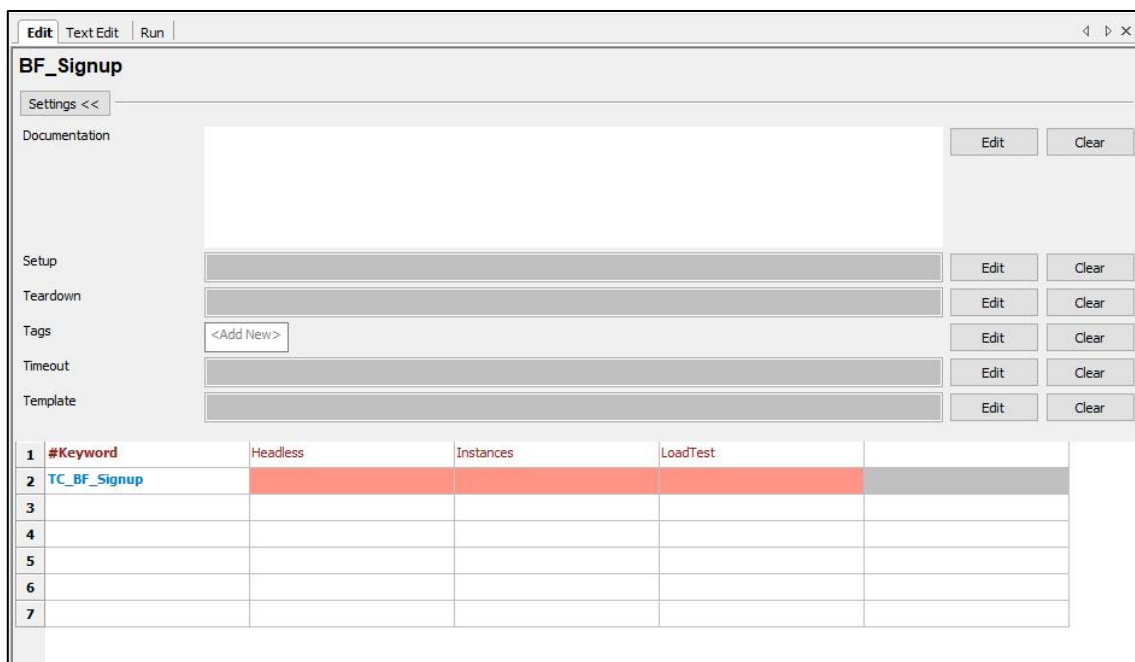 Edit Text Edit Run
BF_Signup
Settings <<
Documentation Edit Clear
Setup Edit Clear
Teardown Edit Clear
Tags <Add New> Edit Clear
Timeout Edit Clear
Template Edit Clear
1 #Keyword Headless Instances LoadTest
2 TC_BF_Signup
3
4
5
6
7